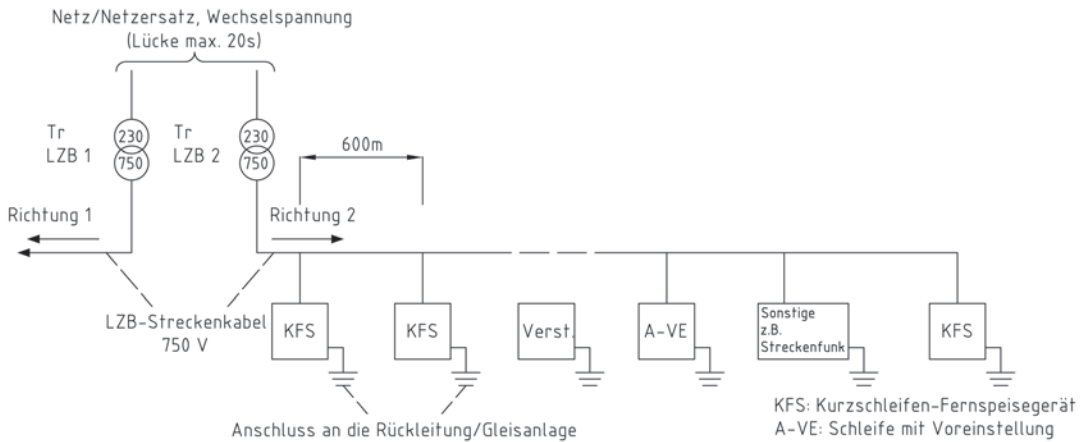 Netz/Netzersatz, Wechselspannung
(Lücke max. 20s)
Tr
LZB 1
230
750
Tr
LZB 2
230
750
600m
Richtung 1
Richtung 2
LZB-Streckenkabel
750 V
KFS
KFS
Verst.
A-VE
Sonstige
z.B.
Streckenfunk
KFS
Anschluss an die Rückleitung/Gleisanlage
KFS: Kurzschleifen-Fernspeisegerät
A-VE: Schleife mit Voreinstellung